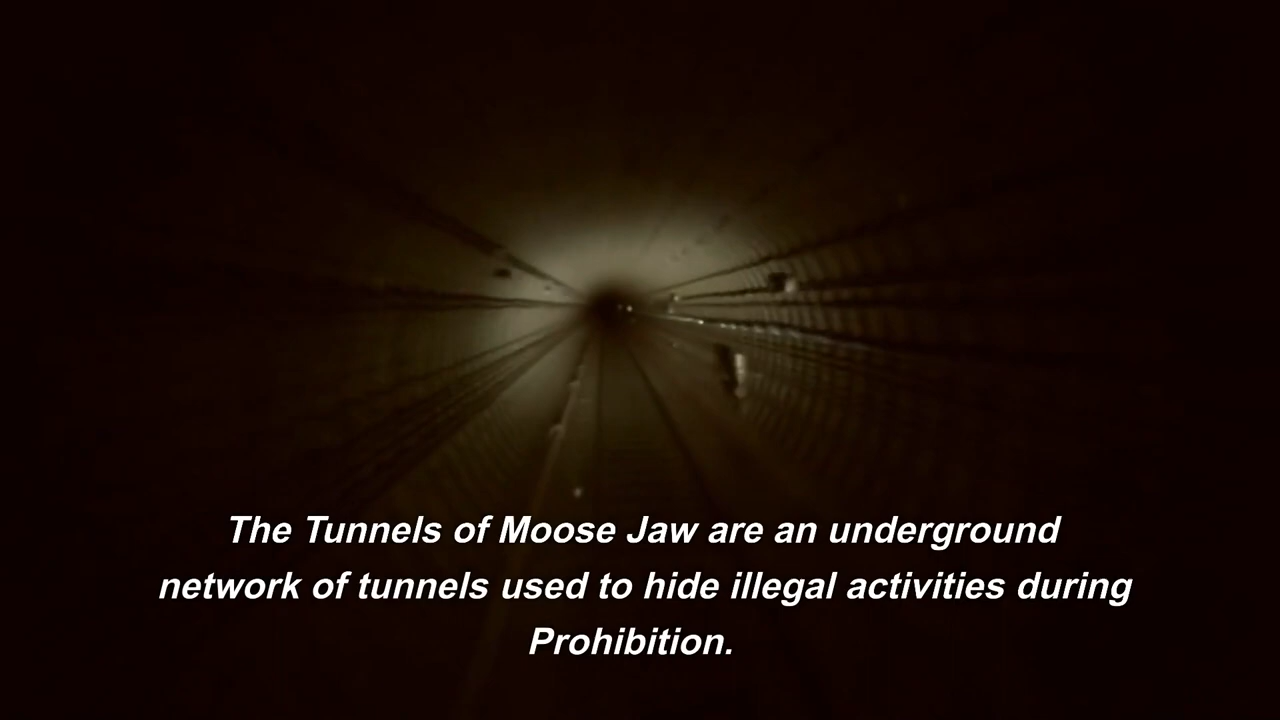 The Tunnels of Moose Jaw are an underground
network of tunnels used to hide illegal activities during
Prohibition.